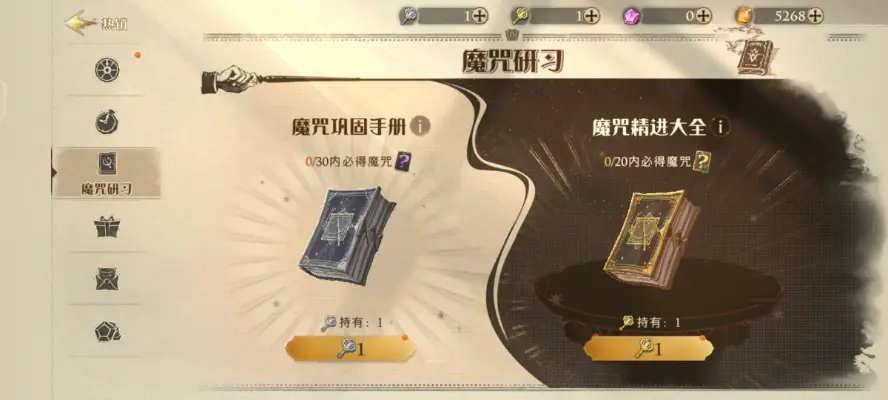 热销
1
1
0
5268
魔咒研习
魔咒巩固手册
魔咒精进大全
0/30内必得魔咒
0/20内必得魔咒
魔咒研习
持有：1
持有：1
1
1